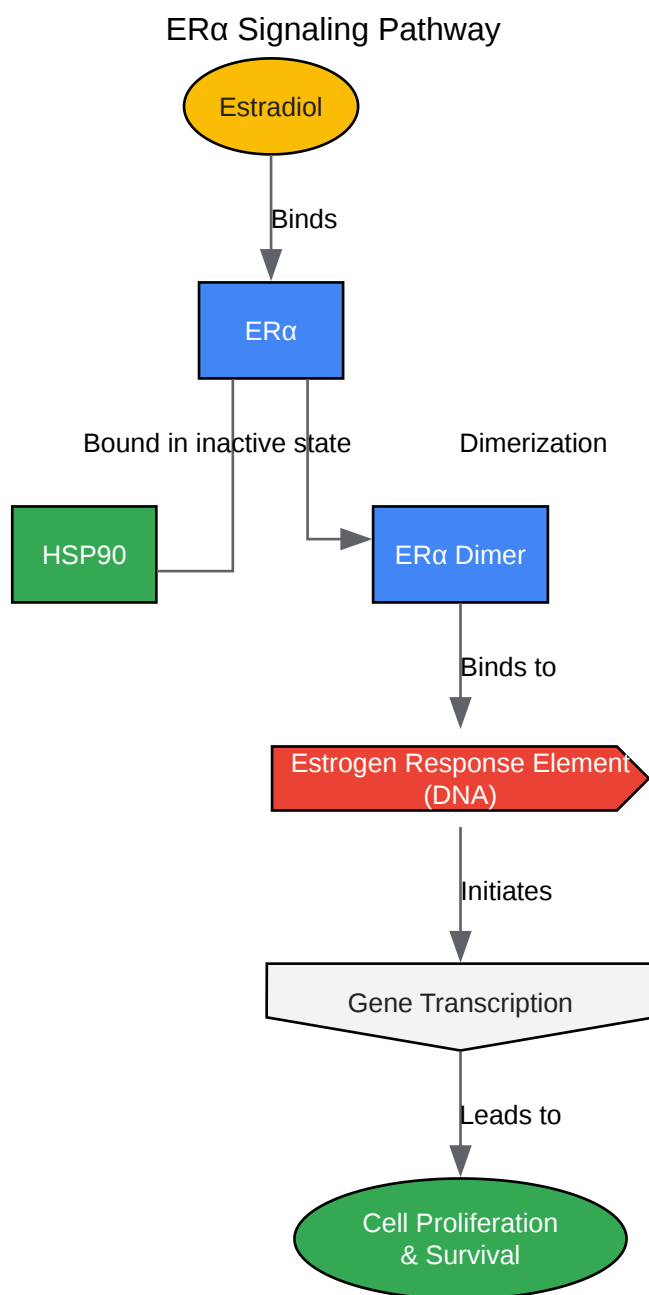 ERα Signaling Pathway
Estradiol
Binds
ERα
Bound in inactive state
Dimerization
HSP90
ERα Dimer
Binds to
Estrogen Response Element
(DNA)
Initiates
Gene Transcription
Leads to
Cell Proliferation
& Survival